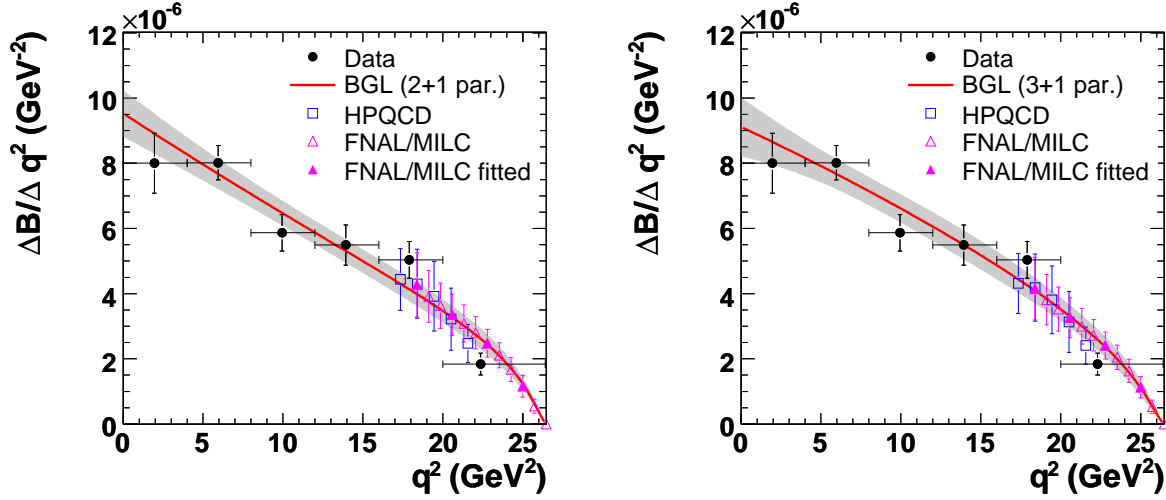 ×10⁻⁶
12
10
8
6
4
2
0
ΔB/Δ q² (GeV⁻²)
Data
BGL (2+1 par.)
HPQCD
FNAL/MILC
FNAL/MILC fitted
0 5 10 15 20 25
q² (GeV²)
×10⁻⁶
12
10
8
6
4
2
0
ΔB/Δ q² (GeV⁻²)
Data
BGL (3+1 par.)
HPQCD
FNAL/MILC
FNAL/MILC fitted
0 5 10 15 20 25
q² (GeV²)